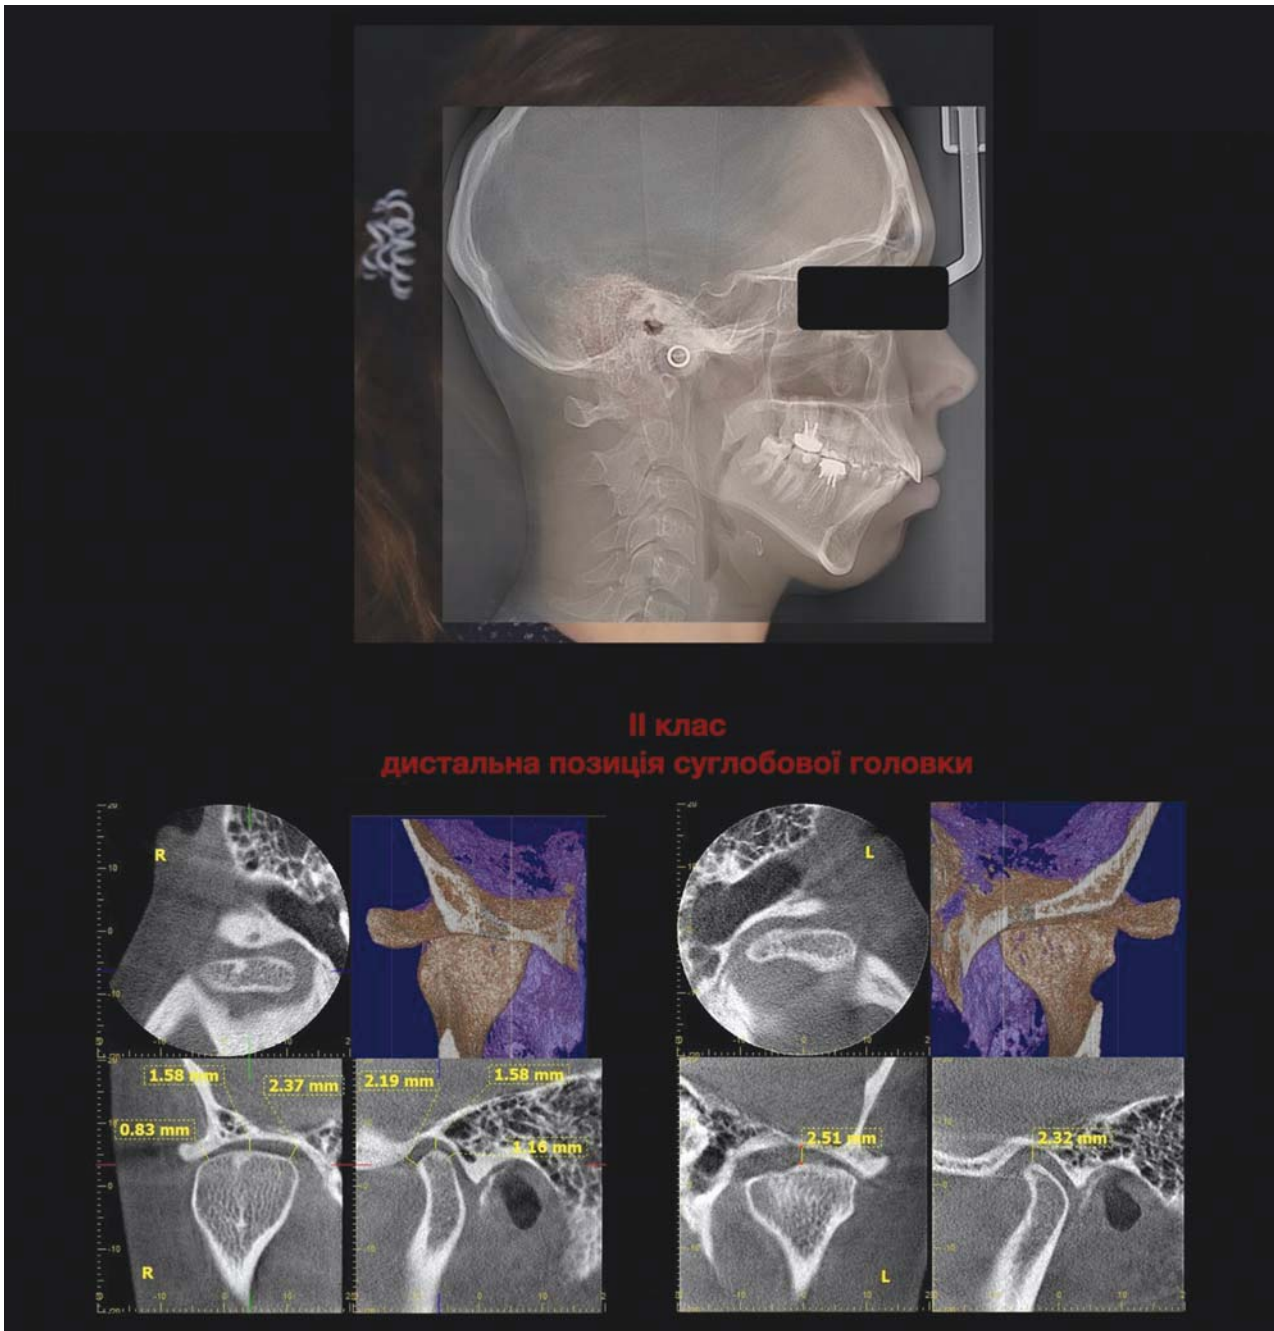 II клас
дистальна позиція суглобової головки
R
L
1.58 mm
2.37 mm
0.83 mm
2.19 mm
1.58 mm
1.16 mm
2.51 mm
2.32 mm
R
L